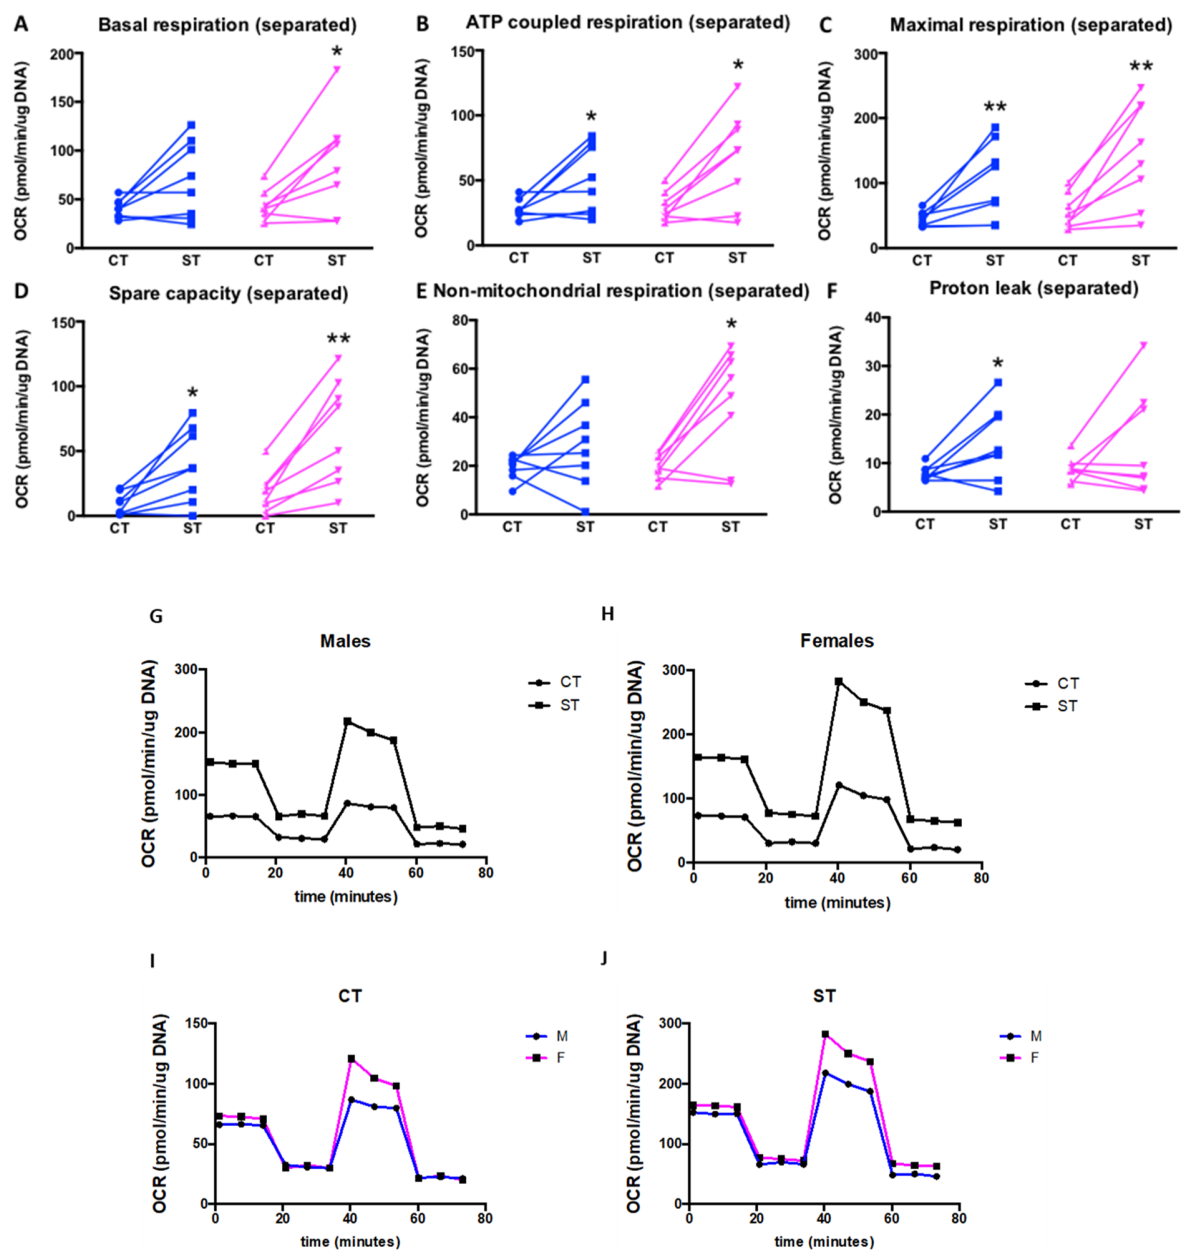 A Basal respiration (separated)
B ATP coupled respiration (separated)
C Maximal respiration (separated)
OCR (pmol/min/ug DNA)
200
150
100
50
0
*
CT ST CT ST
OCR (pmol/min/ug DNA)
150
100
50
0
*
*
CT ST CT ST
OCR (pmol/min/ug DNA)
300
200
100
0
**
**
CT ST CT ST
D Spare capacity (separated)
E Non-mitochondrial respiration (separated)
F Proton leak (separated)
OCR (pmol/min/ug DNA)
150
100
50
0
*
**
CT ST CT ST
OCR (pmol/min/ug DNA)
80
60
40
20
0
*
CT ST CT ST
OCR (pmol/min/ug DNA)
40
30
20
10
0
*
CT ST CT ST
G
Males
OCR (pmol/min/ug DNA)
300
200
100
0
0 20 40 60 80
time (minutes)
CT
ST
H
Females
OCR (pmol/min/ug DNA)
300
200
100
0
0 20 40 60 80
time (minutes)
CT
ST
I
CT
OCR (pmol/min/ug DNA)
150
100
50
0
0 20 40 60 80
time (minutes)
M
F
J
ST
OCR (pmol/min/ug DNA)
300
200
100
0
0 20 40 60 80
time (minutes)
M
F